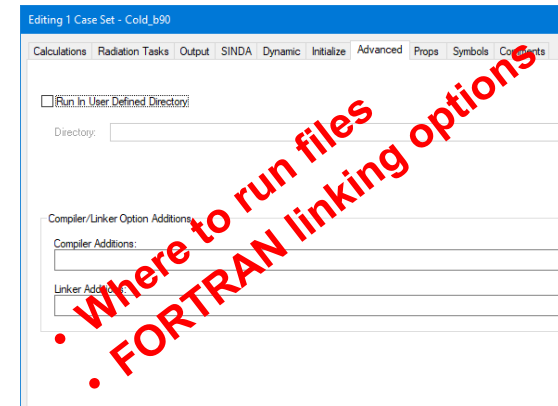 Editing 1 Case Set - Cold_b90
Calculations Radiation Tasks Output SINDA Dynamic Initialize Advanced Props Symbols Comments
Run In User Defined Directory
Directory:
Compiler/Linker Option Additions
Compiler Additions:
Linker Additions:
• Where to run files
• FORTRAN linking options